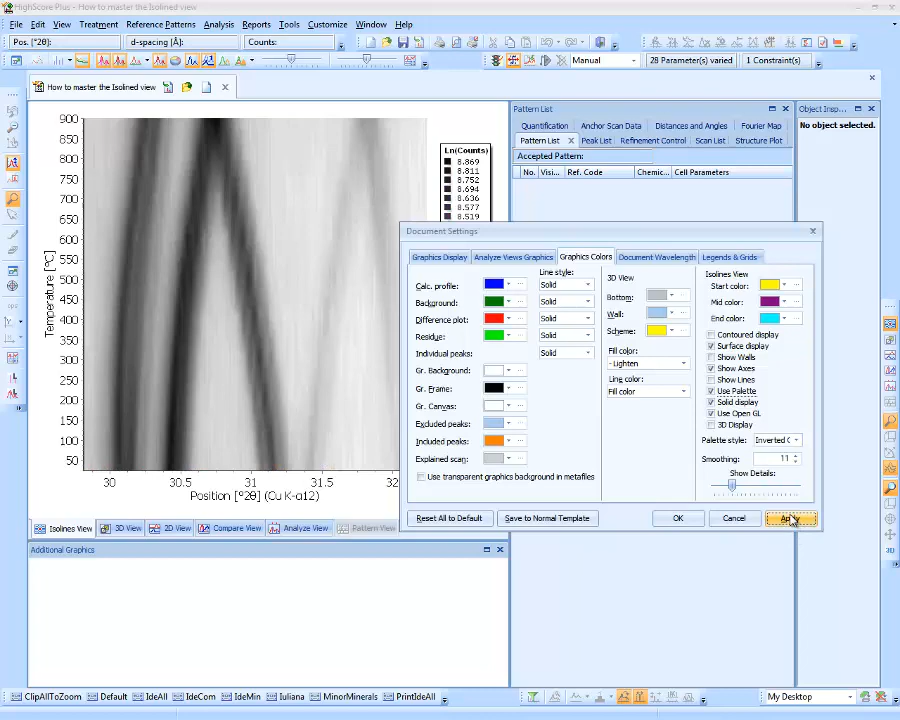 HighScore Plus - How to master the Isolined view
File Edit View Treatment Reference Patterns Analysis Reports Tools Customize Window Help
Pos. [°2θ]: d-spacing [Å]: Counts:
Manual 28 Parameter(s) varied 1 Constraint(s)
How to master the Isolined view
Pattern List
Object Insp...
Quantification Anchor Scan Data Distances and Angles Fourier Map
No object selected.
Pattern List Peak List Refinement Control Scan List Structure Plot
Accepted Pattern:
No. Visi... Ref. Code Chemic... Cell Parameters
Temperature [°C]
900
850
800
750
700
650
600
550
500
450
400
350
300
250
200
150
100
50
30 30.5 31 31.5 32
Position [°2θ] (Cu K-α12)
Ln(Counts)
8.869
8.811
8.752
8.694
8.636
8.577
8.519
Document Settings
Graphics Display Analyze Views Graphics Graphics Colors Document Wavelength Legends & Grids
Line style:
Calc. profile: Solid
Background: Solid
Difference plot: Solid
Residue: Solid
Individual peaks: Solid
Gr. Background:
Gr. Frame:
Gr. Canvas:
Excluded peaks:
Included peaks:
Explained scan:
Use transparent graphics background in metafiles
3D View
Bottom:
Wall:
Scheme:
Fill color:
- Lighten
Line color:
Fill color
Isolines View
Start color:
Mid color:
End color:
Contoured display
Surface display
Show Walls
Show Axes
Show Lines
Use Palette
Solid display
Use Open GL
3D Display
Palette style: Inverted
Smoothing: 11
Show Details:
Reset All to Default Save to Normal Template OK Cancel Apply
Isolines View 3D View 2D View Compare View Analyze View Pattern View
Additional Graphics
ClipAllToZoom Default IdeAll IdeCom IdeMin Iuliana MinorMinerals PrintIdeAll
My Desktop